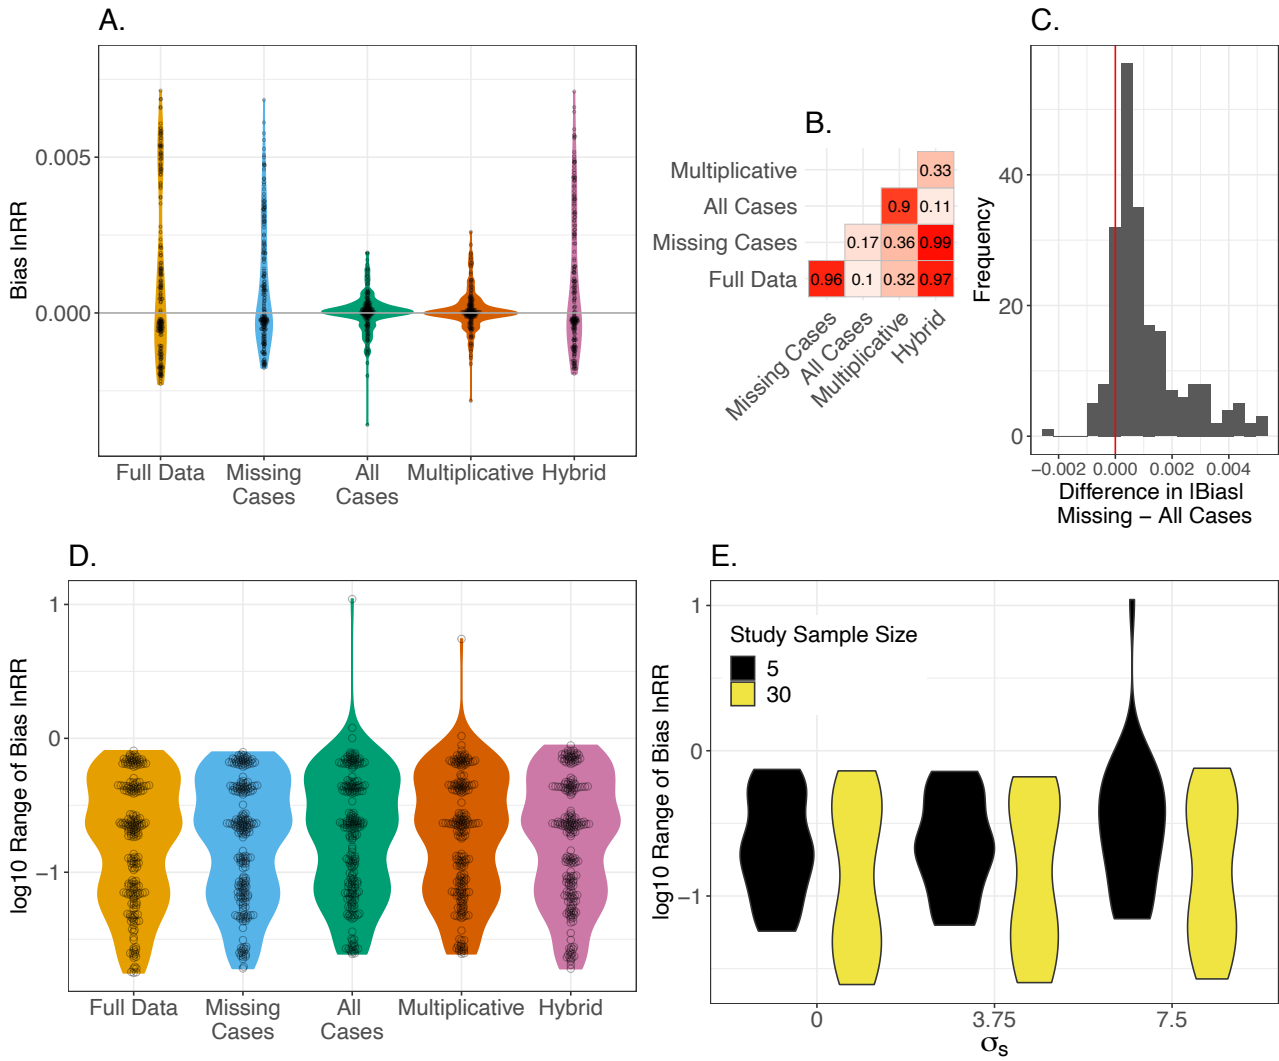 A.
Bias lnRR
0.005
0.000
Full Data
Missing
Cases
All
Cases
Multiplicative
Hybrid
B.
Multiplicative
All Cases
Missing Cases
Full Data
0.33
0.9 0.11
0.17 0.36 0.99
0.96 0.1 0.32 0.97
Missing Cases
All Cases
Multiplicative
Hybrid
C.
Frequency
40
20
0
−0.002 0.000 0.002 0.004
Difference in |Bias|
Missing − All Cases
D.
log10 Range of Bias lnRR
1
0
−1
Full Data
Missing
Cases
All
Cases
Multiplicative
Hybrid
E.
log10 Range of Bias lnRR
1
0
−1
Study Sample Size
5
30
0 3.75 7.5
σs